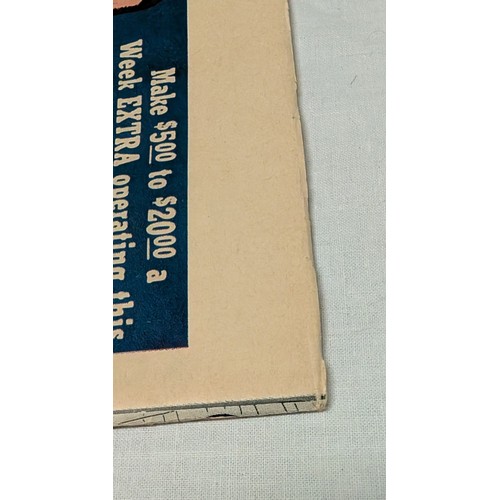 Make $500 to $2000 a
Week EXTRA operating this